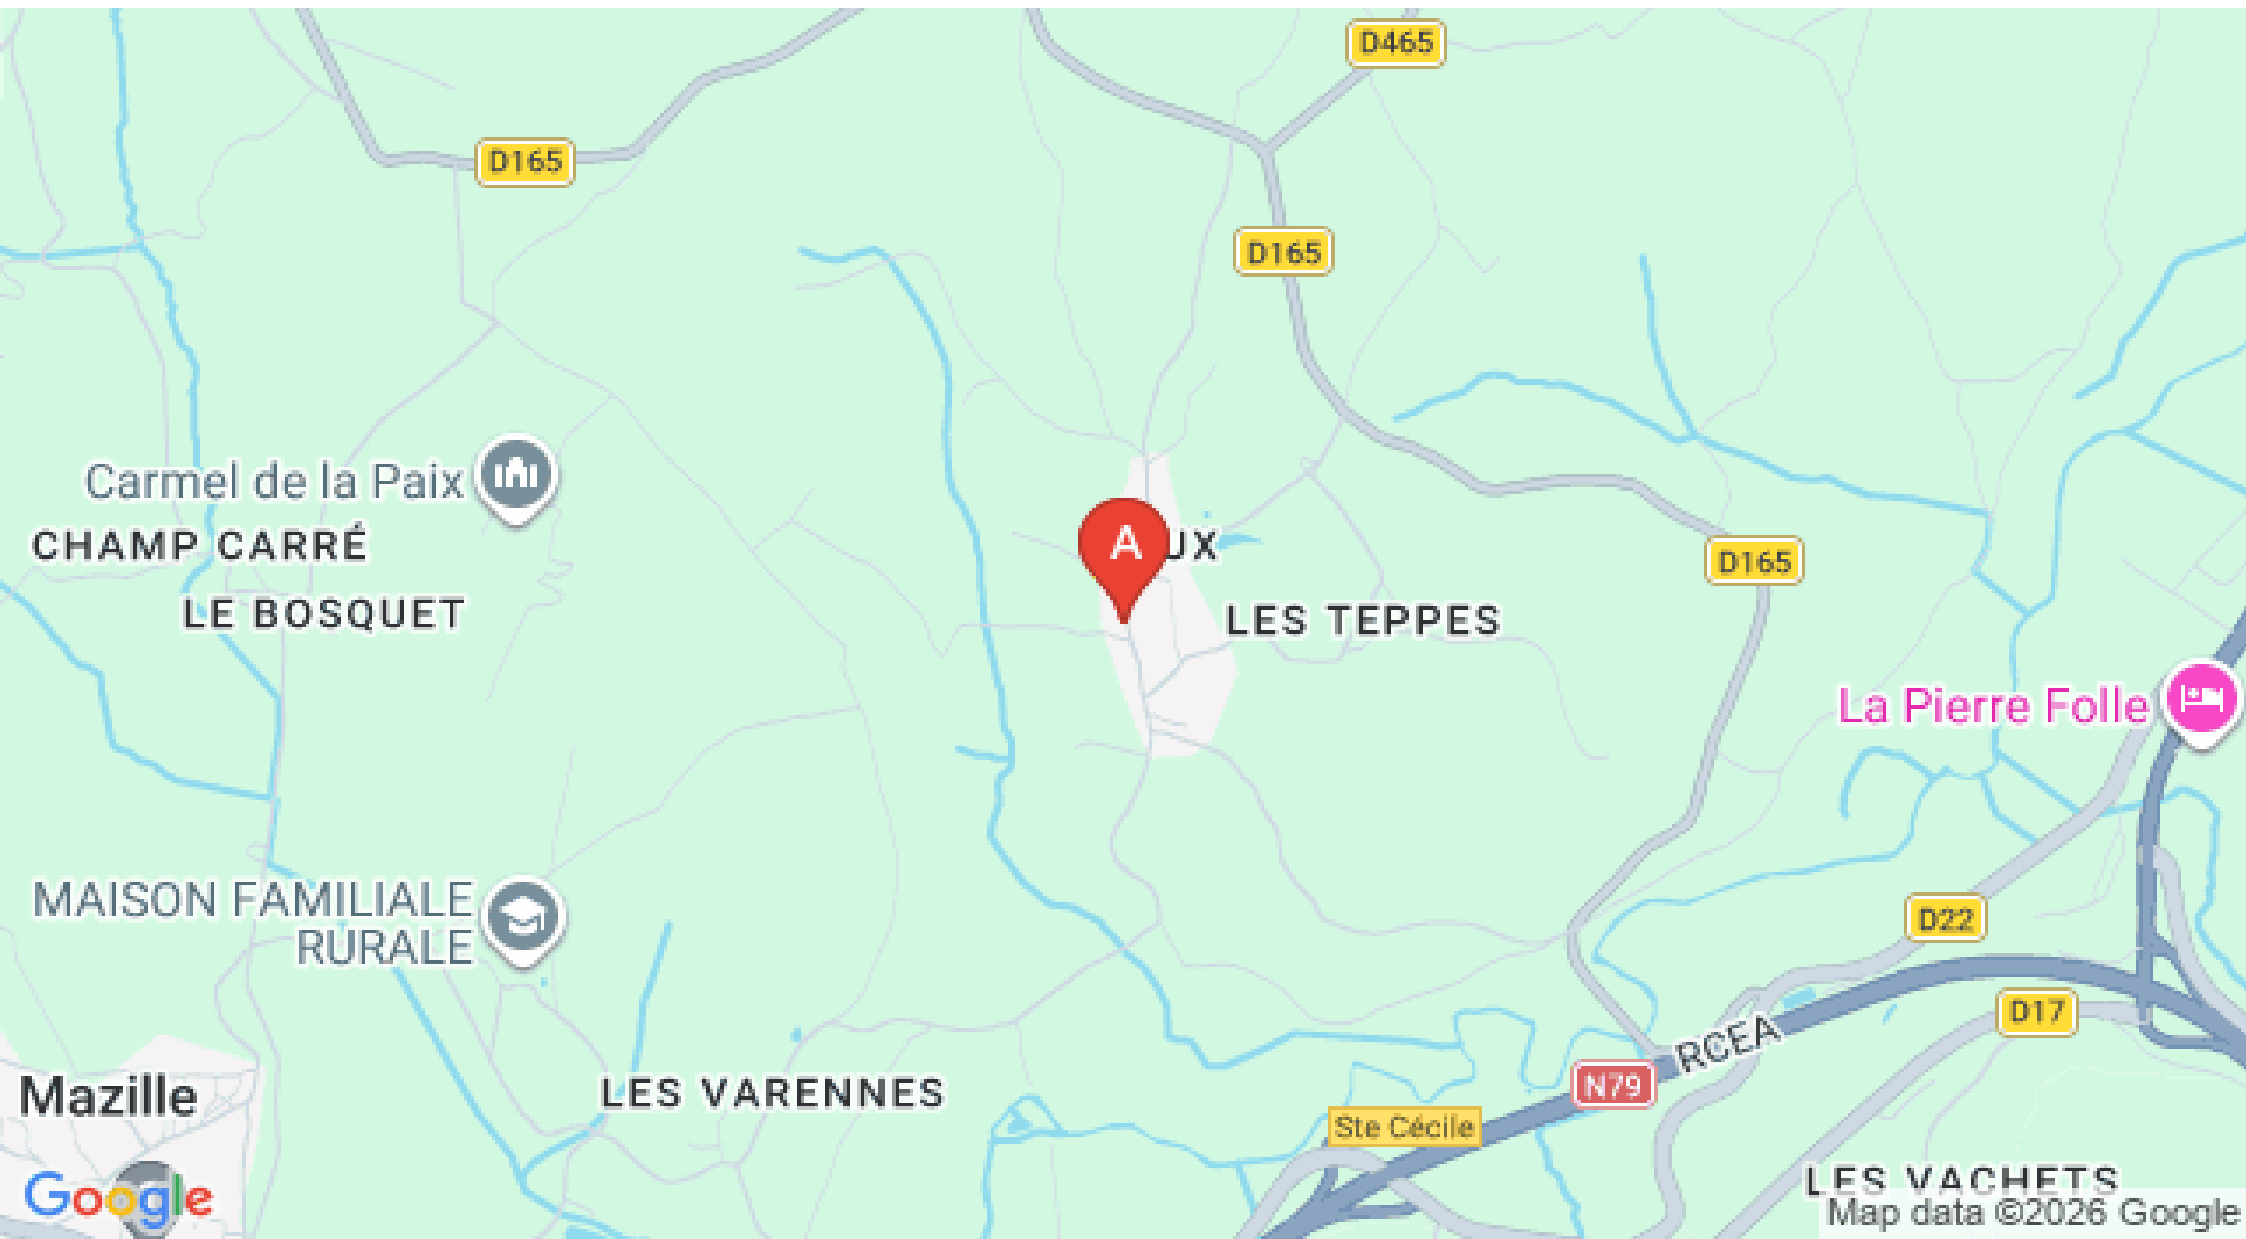 D465
D165
D165
Carmel de la Paix
CHAMP CARRÉ
A
LE BOSQUET
LES TEPPES
D165
La Pierre Folle
MAISON FAMILIALE
RURALE
D22
D17
RCEA
N79
Mazille
LES VARENNES
Ste Cécile
LES VACHETS
Google
Map data ©2026 Google